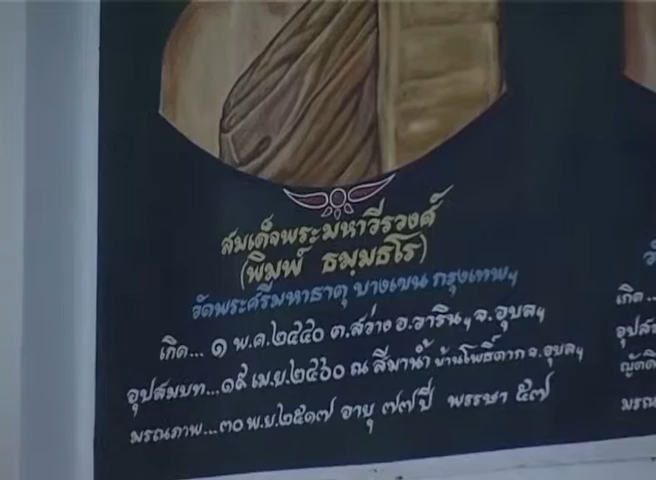 สมเด็จพระมหาวีรวงศ์
(พิมพ์ ธมฺมธโร)
วัดพระศรีมหาธาตุ บางเขน กรุงเทพฯ
เกิด... ๑ พ.ค.๒๔๔๐ ต.สว่าง อ.วารินฯ จ.อุบลฯ
อุปสมบท...๑๙ เม.ย.๒๔๖๐ ณ สีมาน้ำ บ้านโพธิ์ตาก จ.อุบลฯ
มรณภาพ...๓๐ พ.ย.๒๕๑๗ อายุ ๗๗ ปี พรรษา ๕๗
เกิด...
มรณ